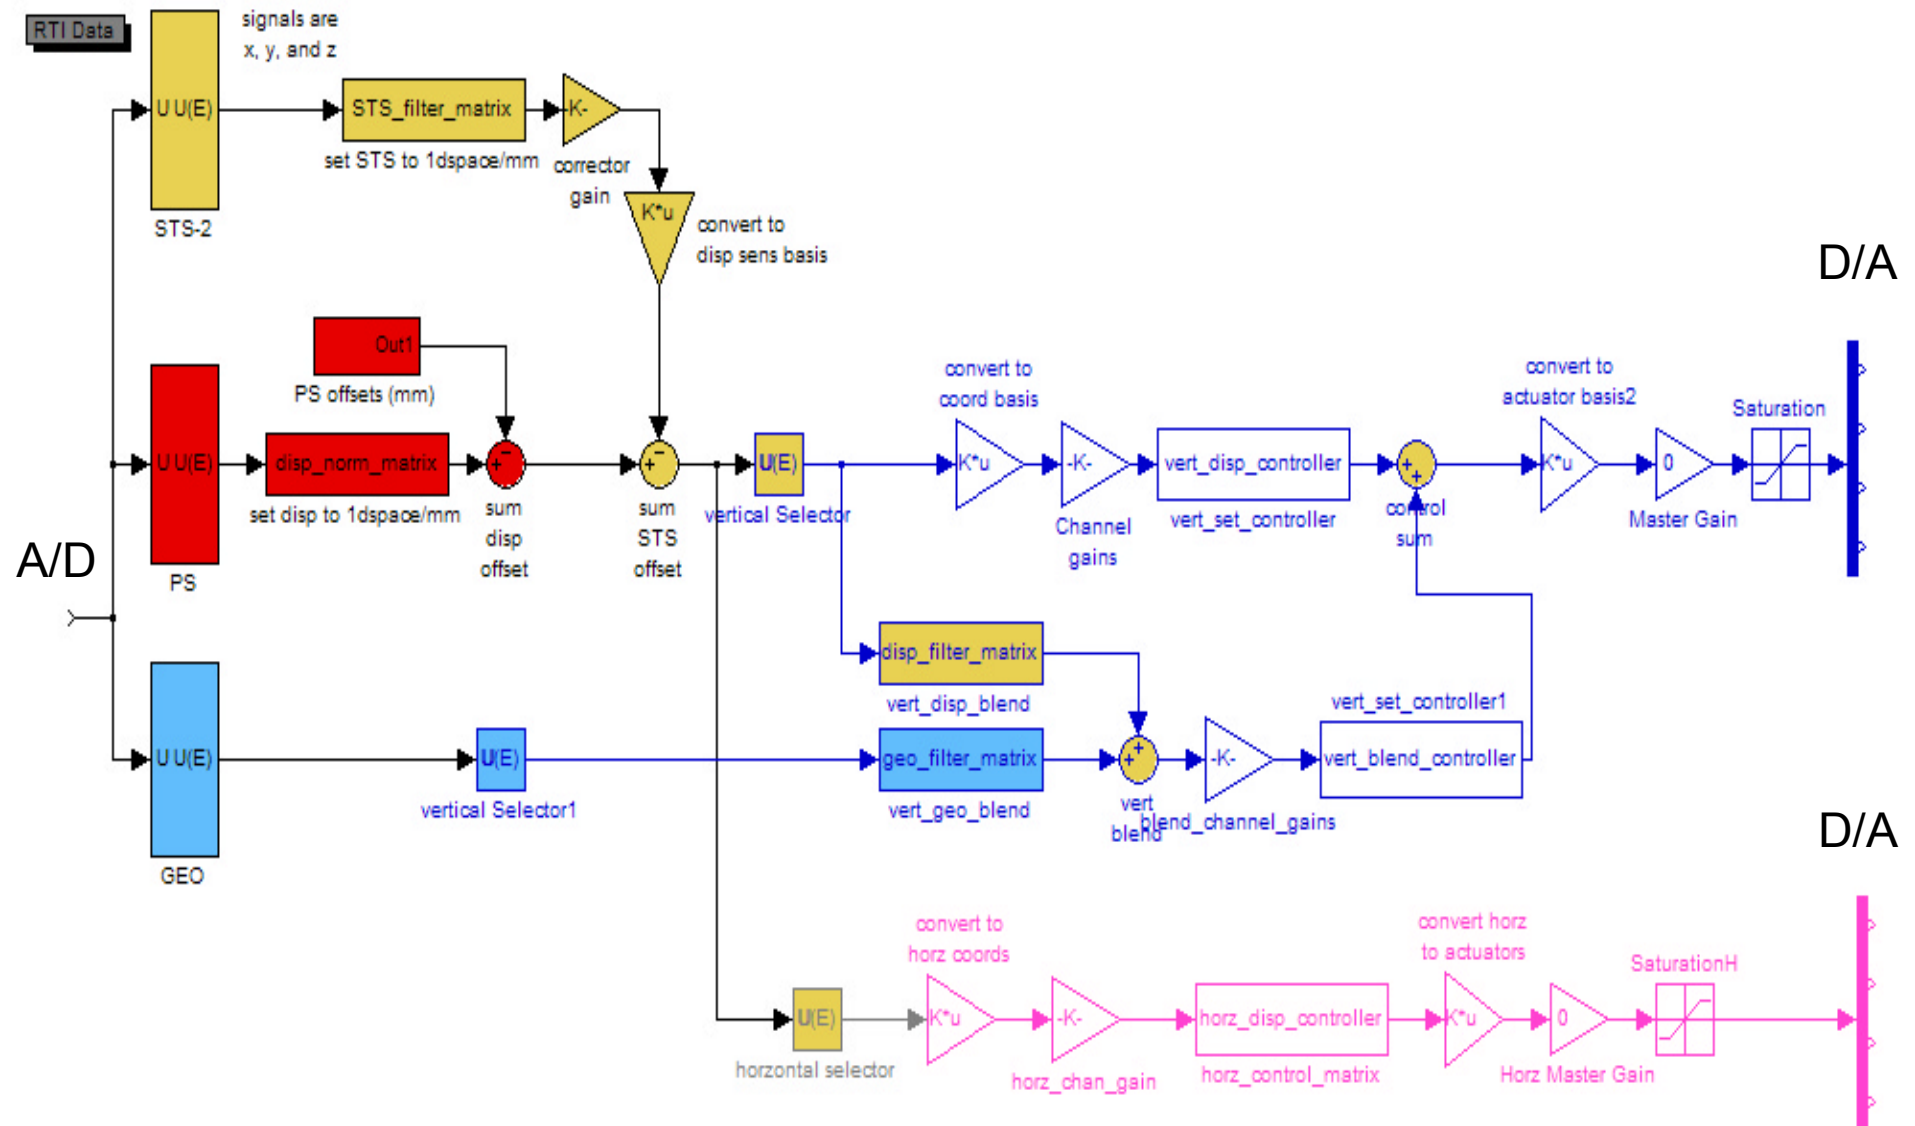 RTI Data
signals are
x, y, and z
U U(E)
STS_filter_matrix
-K-
set STS to 1dspace/mm
corrector
gain
STS-2
K*u
convert to
disp sens basis
D/A
Out1
PS offsets (mm)
U U(E)
disp_norm_matrix
set disp to 1dspace/mm
−
+
sum
disp
offset
−
+
sum
STS
offset
U(E)
vertical Selector
convert to
coord basis
K*u
-K-
Channel
gains
vert_disp_controller
vert_set_controller
+
+
control
sum
convert to
actuator basis2
K*u
0
Master Gain
Saturation
A/D
PS
disp_filter_matrix
vert_disp_blend
U U(E)
GEO
U(E)
vertical Selector1
geo_filter_matrix
vert_geo_blend
+
+
vert
blend
-K-
blend_channel_gains
vert_set_controller1
vert_blend_controller
D/A
U(E)
horzontal selector
convert to
horz coords
K*u
-K-
horz_chan_gain
horz_disp_controller
horz_control_matrix
convert horz
to actuators
K*u
0
Horz Master Gain
SaturationH